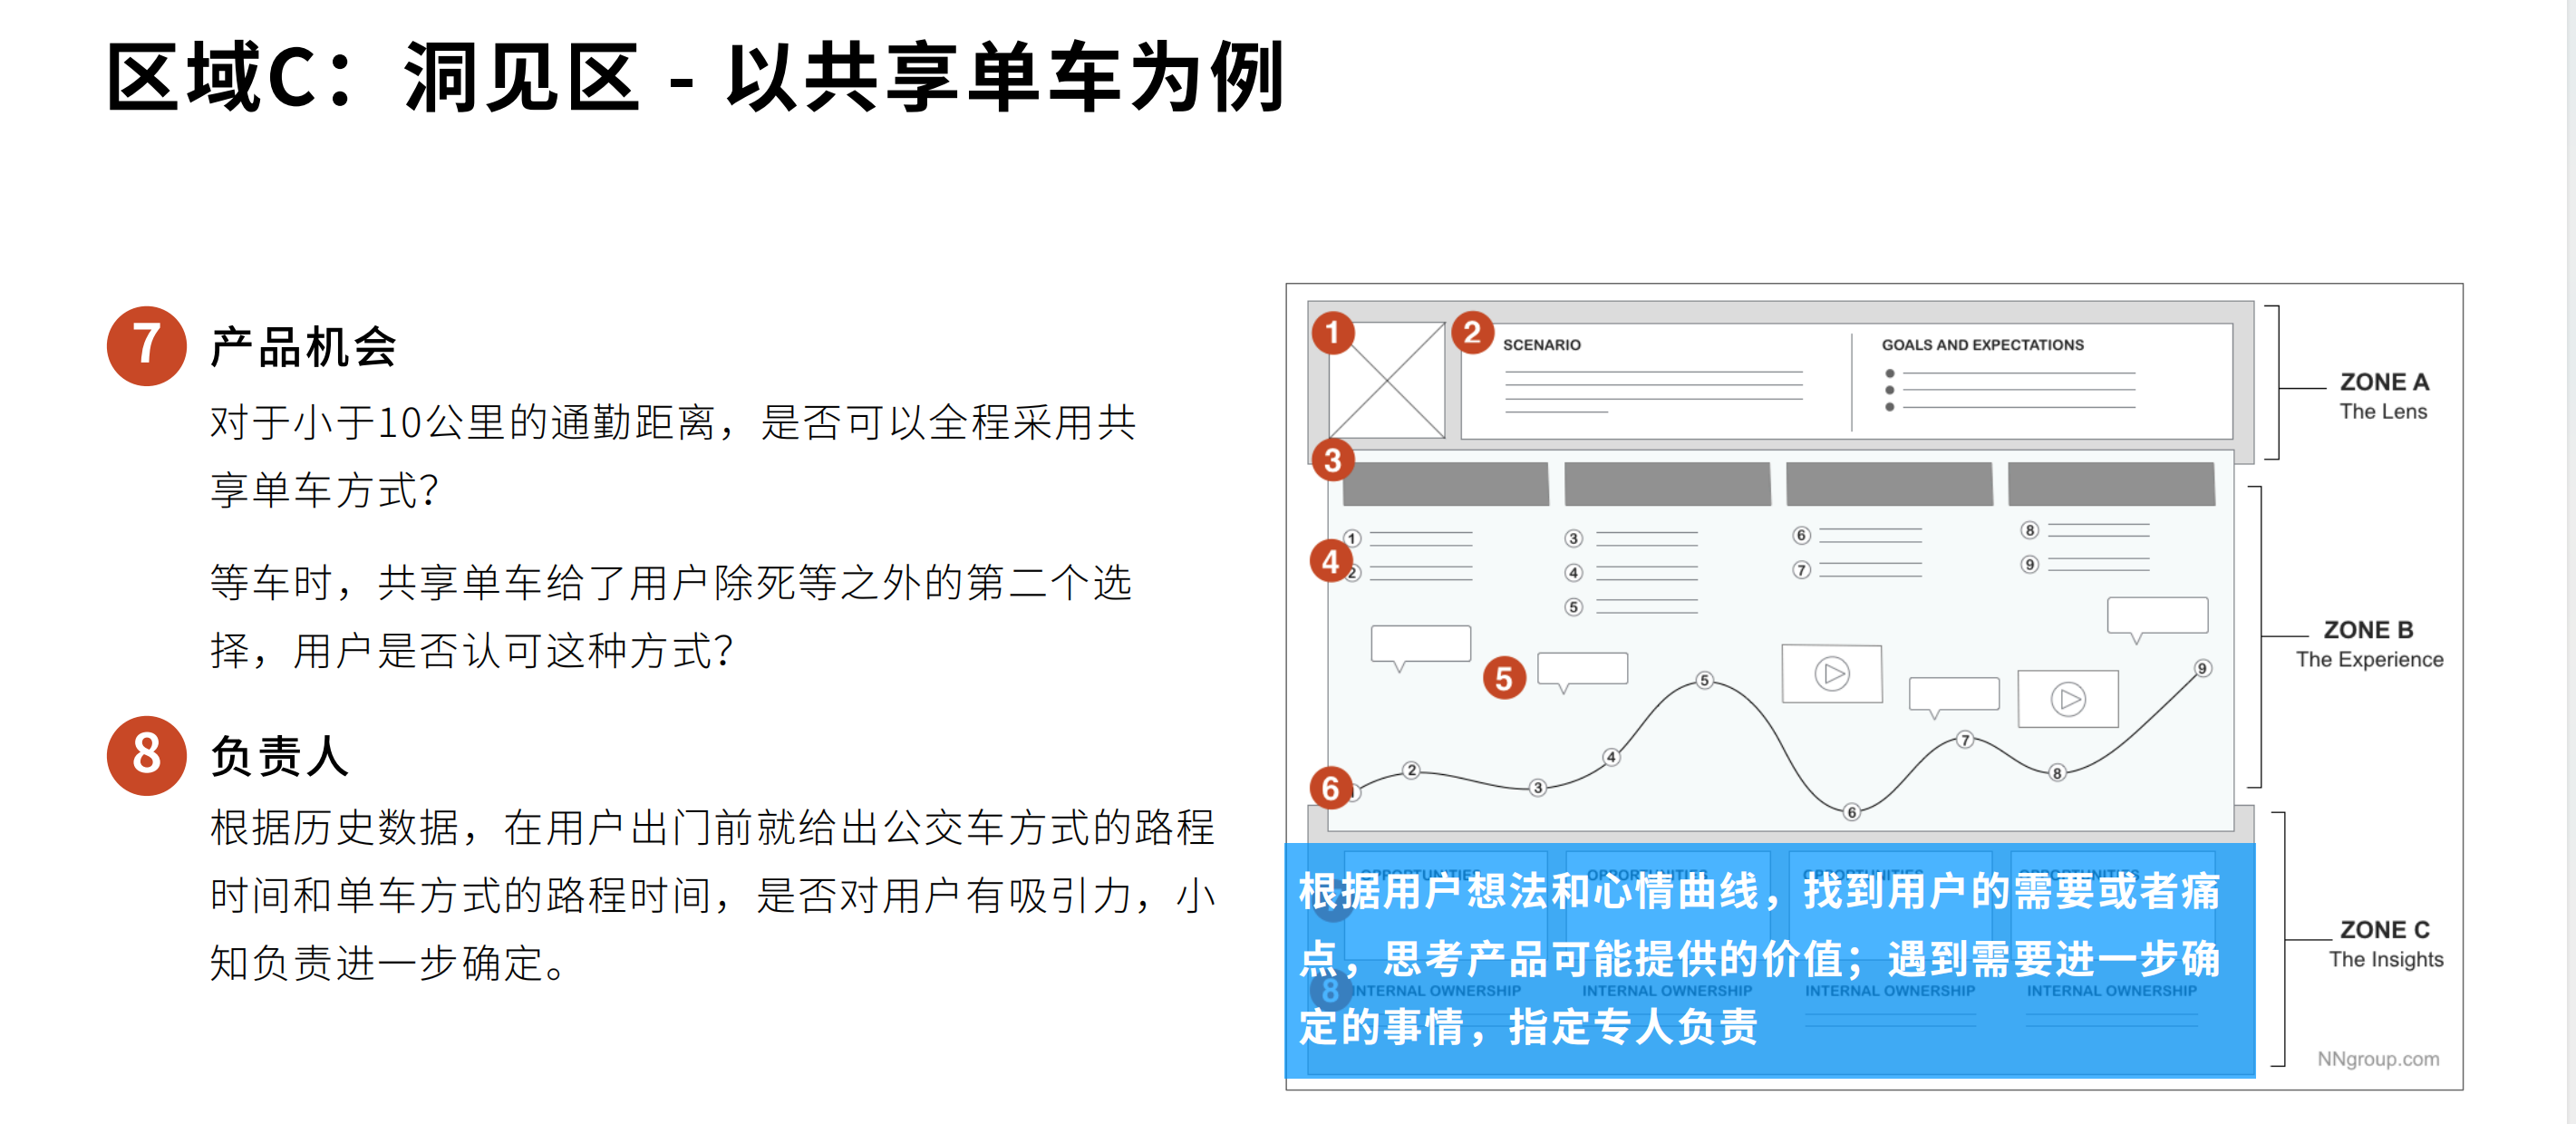 区域C：洞见区 - 以共享单车为例
7 产品机会
对于小于10公里的通勤距离，是否可以全程采用共
享单车方式？
等车时，共享单车给了用户除死等之外的第二个选
择，用户是否认可这种方式？
8 负责人
根据历史数据，在用户出门前就给出公交车方式的路程
时间和单车方式的路程时间，是否对用户有吸引力，小
知负责进一步确定。
1 2 SCENARIO GOALS AND EXPECTATIONS
ZONE A
The Lens
3
1 3 6 8
4 2 4 7 9
5
ZONE B
The Experience
5
5 9
4 7
2 8
6 3
6
OPPORTUNITIES OPPORTUNITIES OPPORTUNITIES OPPORTUNITIES
根据用户想法和心情曲线，找到用户的需要或者痛
点，思考产品可能提供的价值；遇到需要进一步确
8 INTERNAL OWNERSHIP INTERNAL OWNERSHIP INTERNAL OWNERSHIP INTERNAL OWNERSHIP
定的事情，指定专人负责
ZONE C
The Insights
NNgroup.com